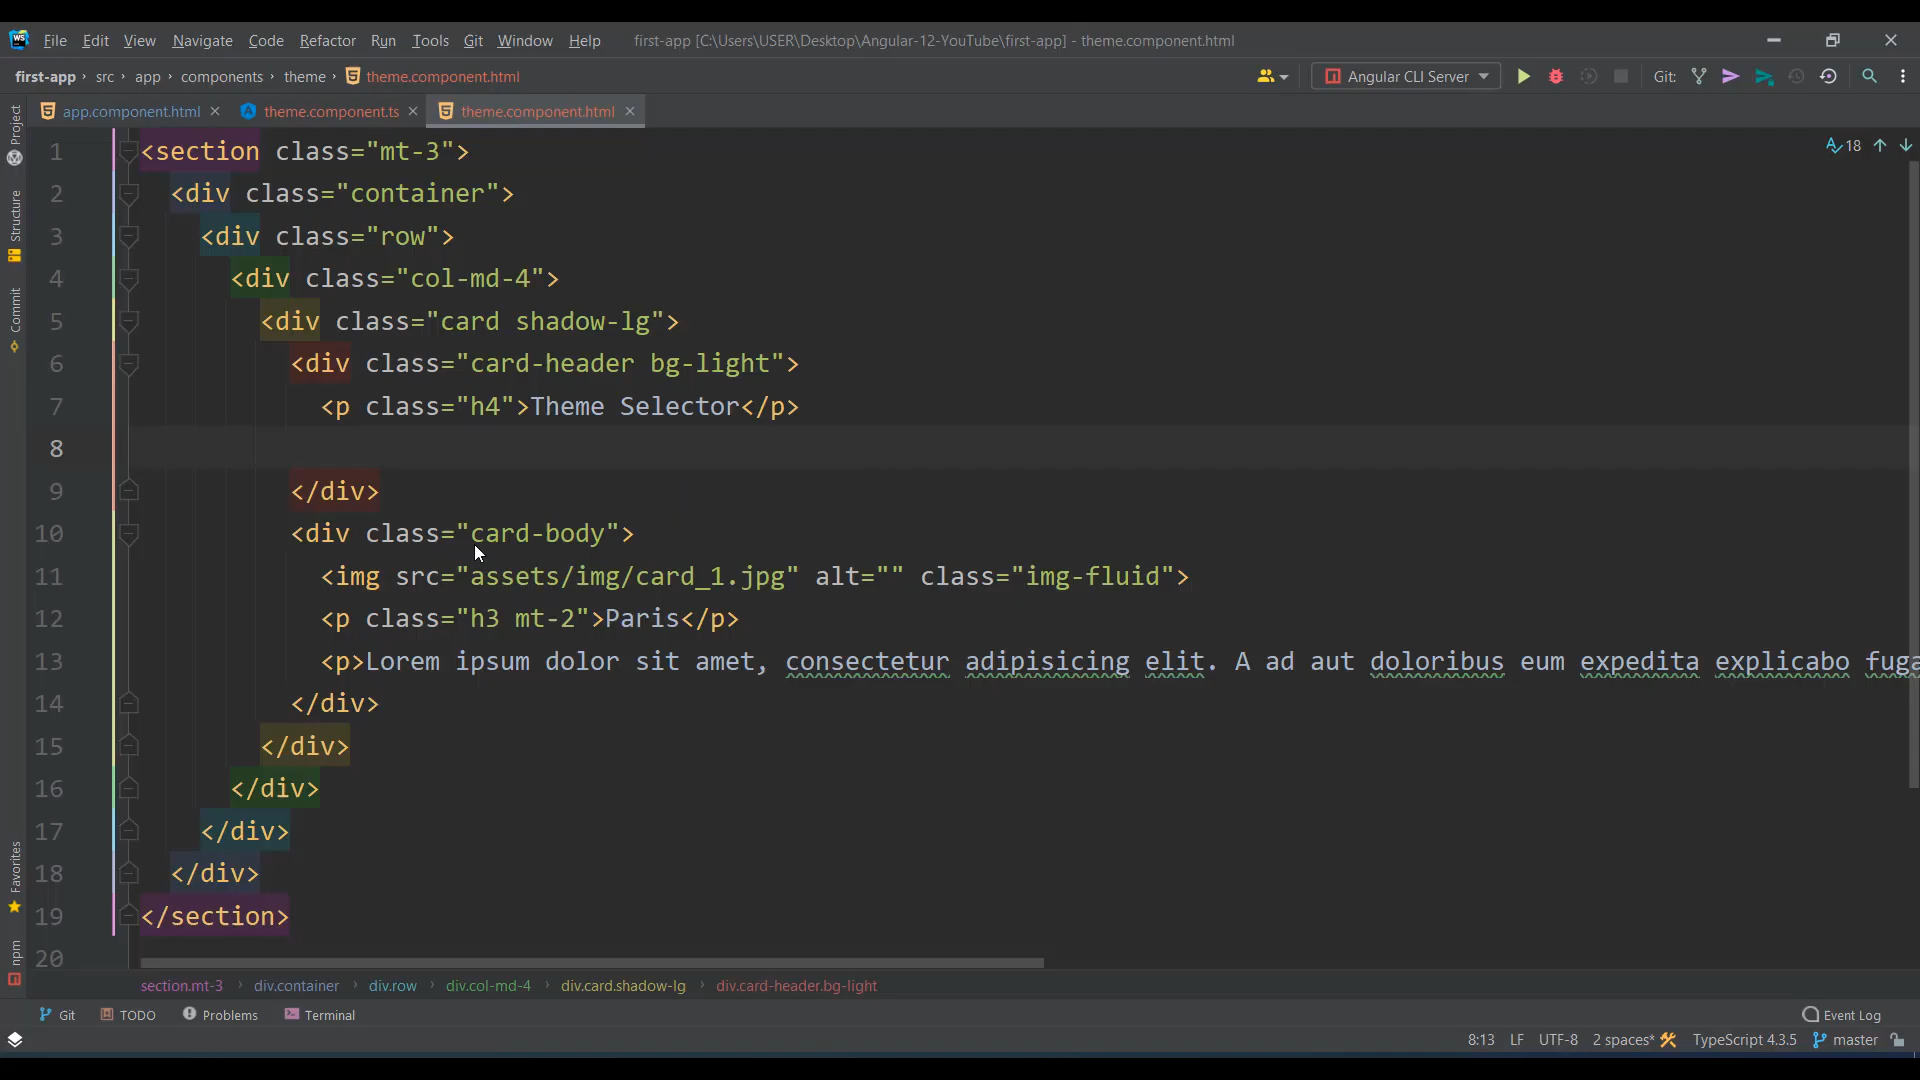 WS File Edit View Navigate Code Refactor Run Tools Git Window Help first-app [C:\Users\USER\Desktop\Angular-12-YouTube\first-app] - theme.component.html
first-app › src › app › components › theme › theme.component.html Angular CLI Server Git:
app.component.html theme.component.ts theme.component.html
Project
Structure
Commit
Favorites
npm
18
1 <section class="mt-3">
2 <div class="container">
3 <div class="row">
4 <div class="col-md-4">
5 <div class="card shadow-lg">
6 <div class="card-header bg-light">
7 <p class="h4">Theme Selector</p>
8
9 </div>
10 <div class="card-body">
11 <img src="assets/img/card_1.jpg" alt="" class="img-fluid">
12 <p class="h3 mt-2">Paris</p>
13 <p>Lorem ipsum dolor sit amet, consectetur adipisicing elit. A ad aut doloribus eum expedita explicabo fuga
14 </div>
15 </div>
16 </div>
17 </div>
18 </div>
19 </section>
20
section.mt-3 › div.container › div.row › div.col-md-4 › div.card.shadow-lg › div.card-header.bg-light
Git TODO Problems Terminal Event Log
8:13 LF UTF-8 2 spaces* TypeScript 4.3.5 master